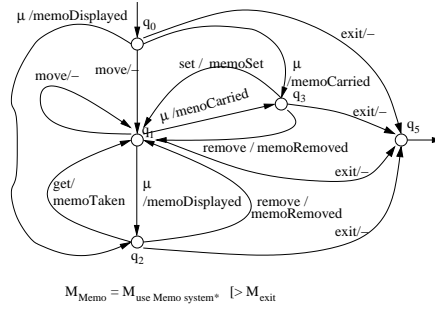 μ /memoDisplayed
q0
exit/–
move/–
move/–
set / memoSet
μ
/memoCarried
q3
μ /menoCarried
exit/–
q1
q5
remove / memoRemoved
exit/–
get/
memoTaken
μ
/memoDisplayed
remove /
memoRemoved
exit/–
q2
MMemo = Muse Memo system* [> Mexit